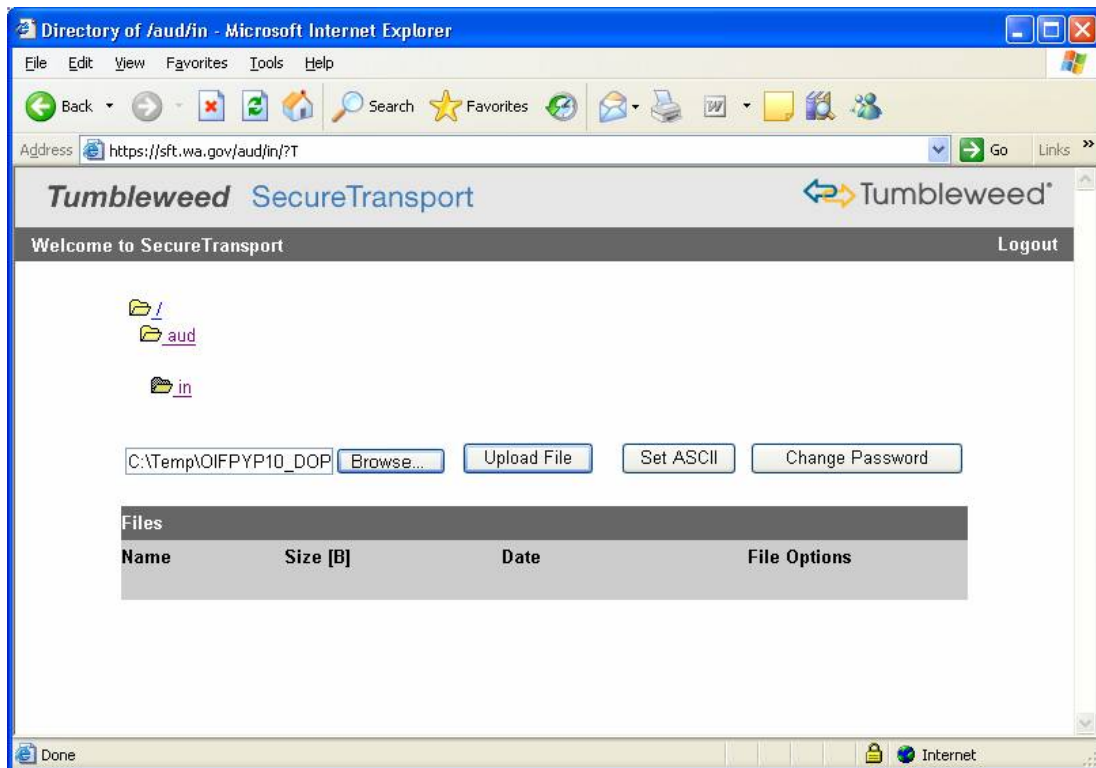 Directory of /aud/in - Microsoft Internet Explorer
File Edit View Favorites Tools Help
Back Search Favorites
Address https://sft.wa.gov/aud/in/?T Go Links »
Tumbleweed SecureTransport Tumbleweed®
Welcome to SecureTransport Logout
/
aud
in
C:\Temp\OIFPYP10_DOP Browse... Upload File Set ASCII Change Password
Files
Name Size [B] Date File Options
Done Internet